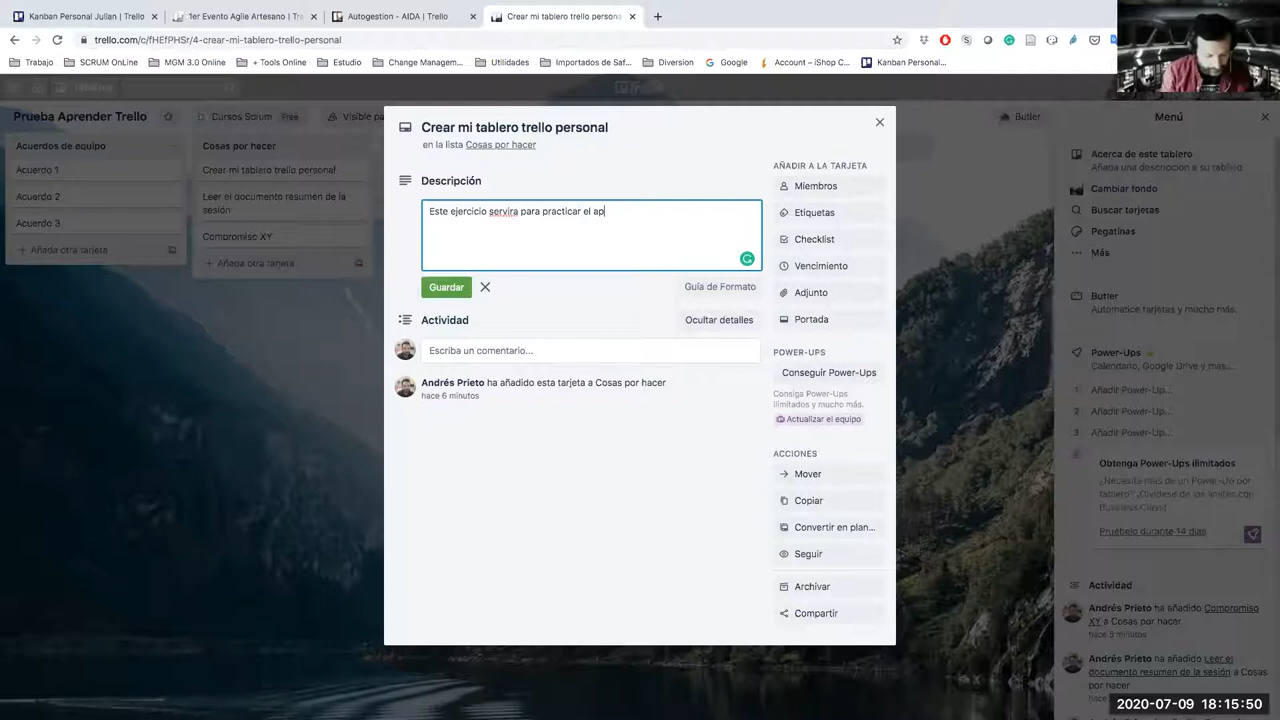 Kanban Personal Julian | Trello
1er Evento Agile Artesano | Tre
Autogestion - AIDA | Trello
Crear mi tablero trello persona
trello.com/c/fHEfPHSr/4-crear-mi-tablero-trello-personal
Trabajo
SCRUM OnLine
MGM 3.0 Online
+ Tools Online
Estudio
Change Managem...
Utilidades
Importados de Saf...
Diversion
Google
Account – iShop C...
Kanban Personal...
Prueba Aprender Trello
Cursos Scrum
Free
Visible pa
Butler
Acuerdos de equipo
Acuerdo 1
Acuerdo 2
Acuerdo 3
+ Añada otra tarjeta
Cosas por hacer
Crear mi tablero trello personal
Leer el documento resumen de la
sesión
Compromiso XY
+ Añada otra tarjeta
Crear mi tablero trello personal
en la lista Cosas por hacer
Descripción
Este ejercicio servira para practicar el ap
Guardar
Guía de Formato
Actividad
Ocultar detalles
Escriba un comentario...
Andrés Prieto ha añadido esta tarjeta a Cosas por hacer
hace 6 minutos
AÑADIR A LA TARJETA
Miembros
Etiquetas
Checklist
Vencimiento
Adjunto
Portada
POWER-UPS
Conseguir Power-Ups
Consiga Power-Ups
ilimitados y mucho más.
Actualizar el equipo
ACCIONES
Mover
Copiar
Convertir en plan...
Seguir
Archivar
Compartir
Menú
Acerca de este tablero
Añada una descripción a su tablero
Cambiar fondo
Buscar tarjetas
Pegatinas
Más
Butler
Automatice tarjetas y mucho más.
Power-Ups
Calendario, Google Drive y mas...
1 Añadir Power-Up...
2 Añadir Power-Up...
3 Añadir Power-Up...
Obtenga Power-Ups ilimitados
¿Necesita más de un Power-Up por
tablero? ¡Olvídese de los límites con
Business Class!
Pruébelo durante 14 días
Actividad
Andrés Prieto ha añadido Compromiso
XY a Cosas por hacer
hace 5 minutos
Andrés Prieto ha añadido Leer el
documento resumen de la sesión a Cosas
por hacer
2020-07-09 18:15:50